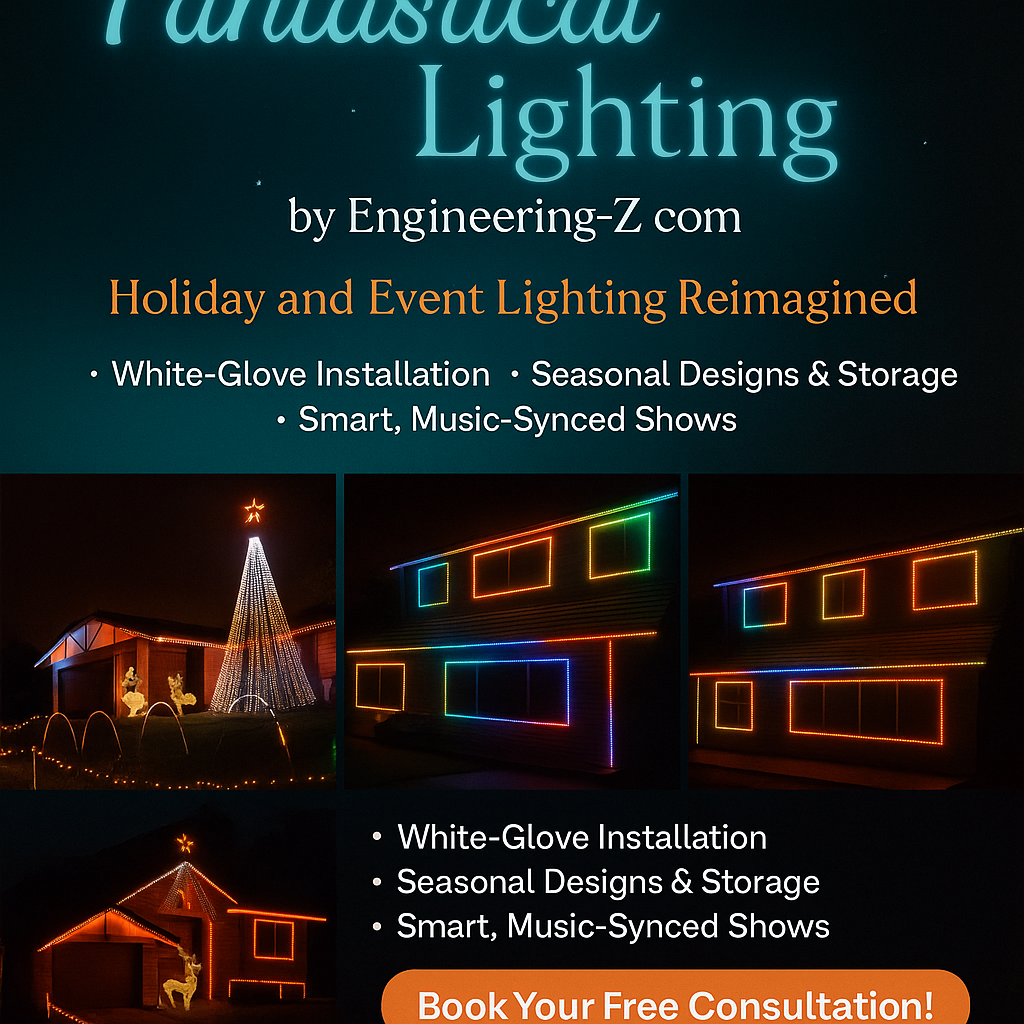 Fantastical
Lighting
by Engineering-Z com
Holiday and Event Lighting Reimagined
• White-Glove Installation • Seasonal Designs & Storage
• Smart, Music-Synced Shows
• White-Glove Installation
• Seasonal Designs & Storage
• Smart, Music-Synced Shows
Book Your Free Consultation!